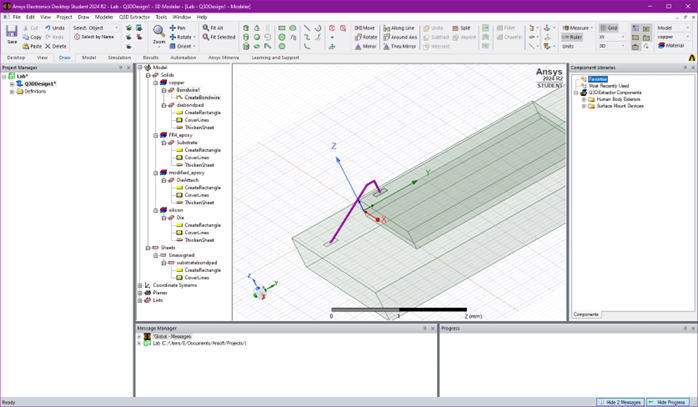 Ansys Electronics Desktop Student 2024 R2 - Lab - Q3DDesign1 - 3D Modeler - [Lab - Q3DDesign1 - Modeler]
File Edit View Project Draw Modeler Q3D Extractor Tools Window Help
Save
Cut
Copy
Paste
Undo
Redo
Delete
Select: Object
Select by Name
Zoom
Pan
Rotate
Orient
Fit All
Fit Selected
Move
Rotate
Mirror
Along Line
Around Axis
Thru Mirror
Unite
Subtract
Intersect
Split
Imprint
Fillet
Chamfer
Measure
Ruler
Units
Grid
XY
3D
Model
copper
Material
Desktop View Draw Model Simulation Results Automation Ansys Minerva Learning and Support
Project Manager
Lab*
Q3DDesign1*
Definitions
Model
Solids
copper
Bondwire1
CreateBondwire
diebondpad
CreateRectangle
CoverLines
ThickenSheet
FR4_epoxy
Substrate
CreateRectangle
CoverLines
ThickenSheet
modified_epoxy
DieAttach
CreateRectangle
CoverLines
ThickenSheet
silicon
Die
CreateRectangle
CoverLines
ThickenSheet
Sheets
Unassigned
substratebondpad
CreateRectangle
CoverLines
Coordinate Systems
Planes
Lists
Ansys
2024 R2
STUDENT
Z
Y
X
0 1 2 (mm)
Component Libraries
Favorites
Most Recently Used
Q3DExtractor Components
Human Body Exteriors
Surface Mount Devices
Components
Message Manager
*Global - Messages
Lab (C:/Users/
/Documents/Ansoft/Projects/)
Progress
Ready
Hide 2 Messages
Hide Progress